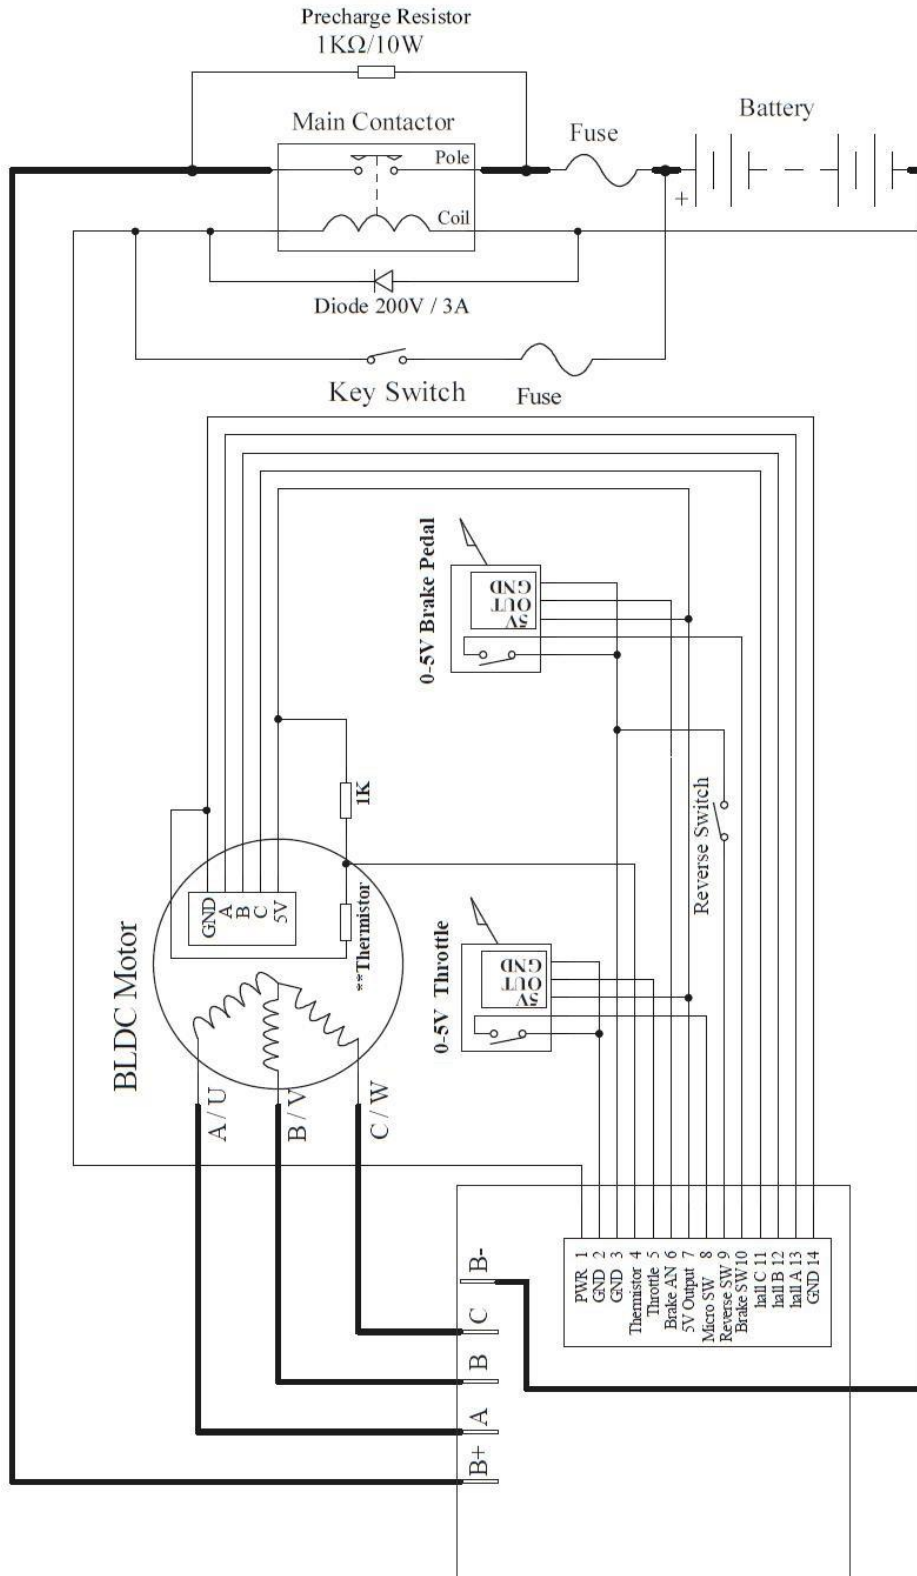 Precharge Resistor
1KΩ/10W
Main Contactor
Pole
Coil
Fuse
Battery
+
Diode 200V / 3A
Key Switch
Fuse
0-5V Brake Pedal
GND
OUT
5V
1K
Reverse Switch
BLDC Motor
GND
A
B
C
5V
**Thermistor
0-5V Throttle
GND
OUT
5V
A / U
B / V
C / W
B-
C
B
A
B+
PWR 1
GND 2
GND 3
Thermistor 4
Throttle 5
Brake AN 6
5V Output 7
Micro SW 8
Reverse SW 9
Brake SW10
hall C 11
hall B 12
hall A 13
GND 14